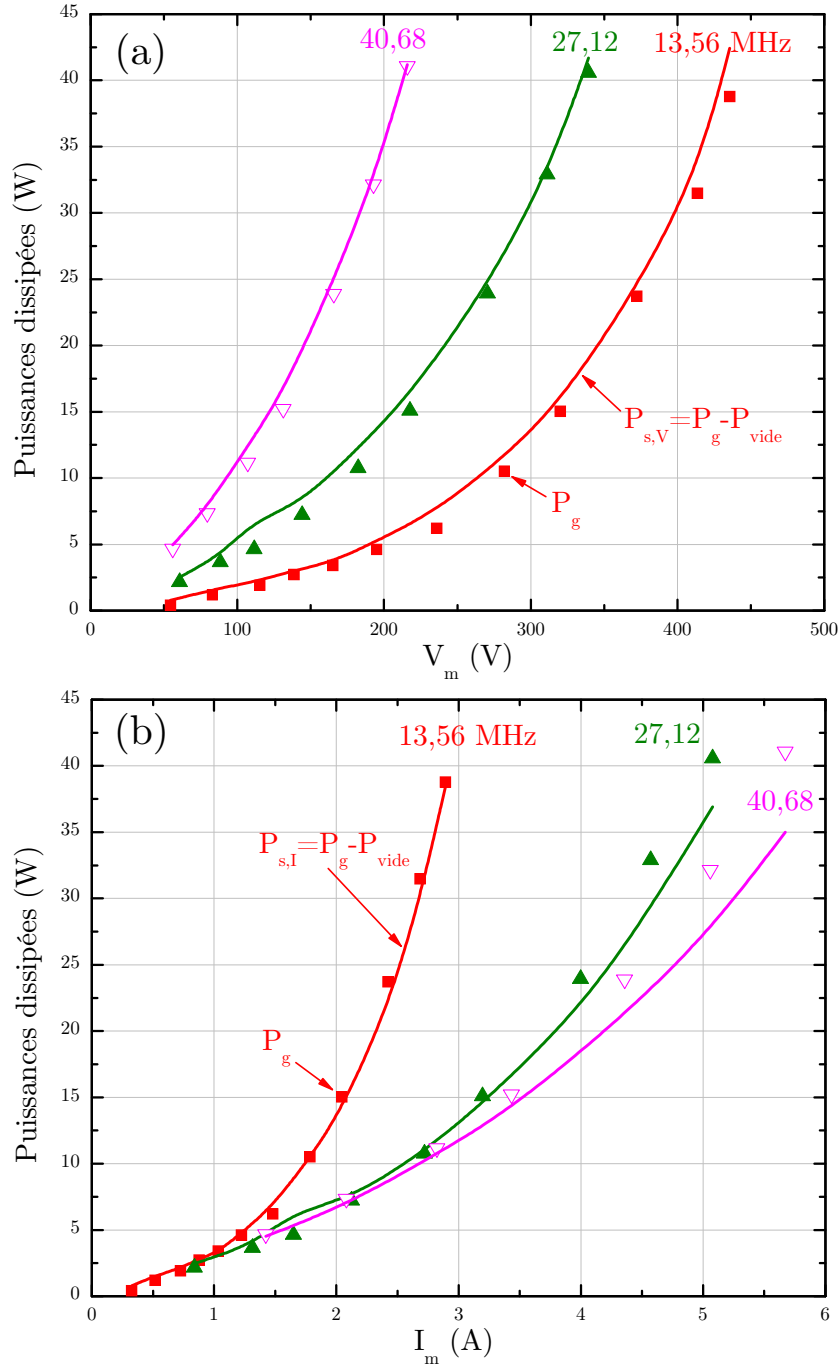 (a)
40,68
27,12
13,56 MHz
45
40
35
30
25
20
15
10
5
0
Puissances dissipées (W)
P_s,V=P_g-P_vide
P_g
0 100 200 300 400 500
V_m (V)
(b)
13,56 MHz
27,12
40,68
45
40
35
30
25
20
15
10
5
0
Puissances dissipées (W)
P_s,I=P_g-P_vide
P_g
0 1 2 3 4 5 6
I_m (A)